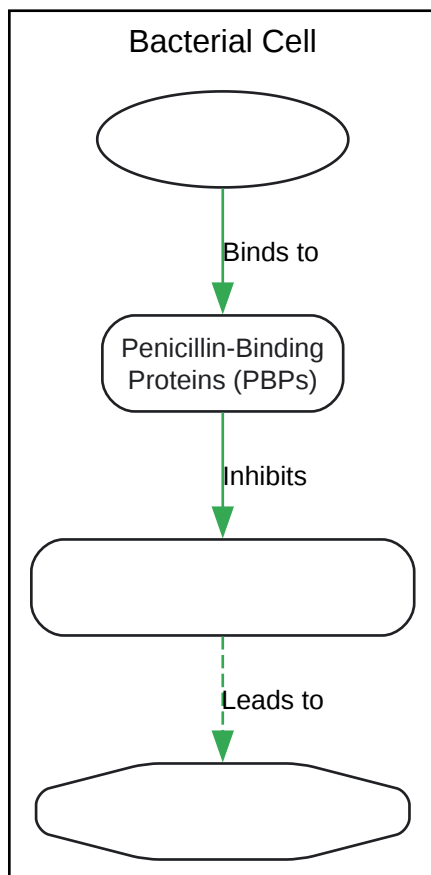 Bacterial Cell
Binds to
Penicillin-Binding
Proteins (PBPs)
Inhibits
Leads to